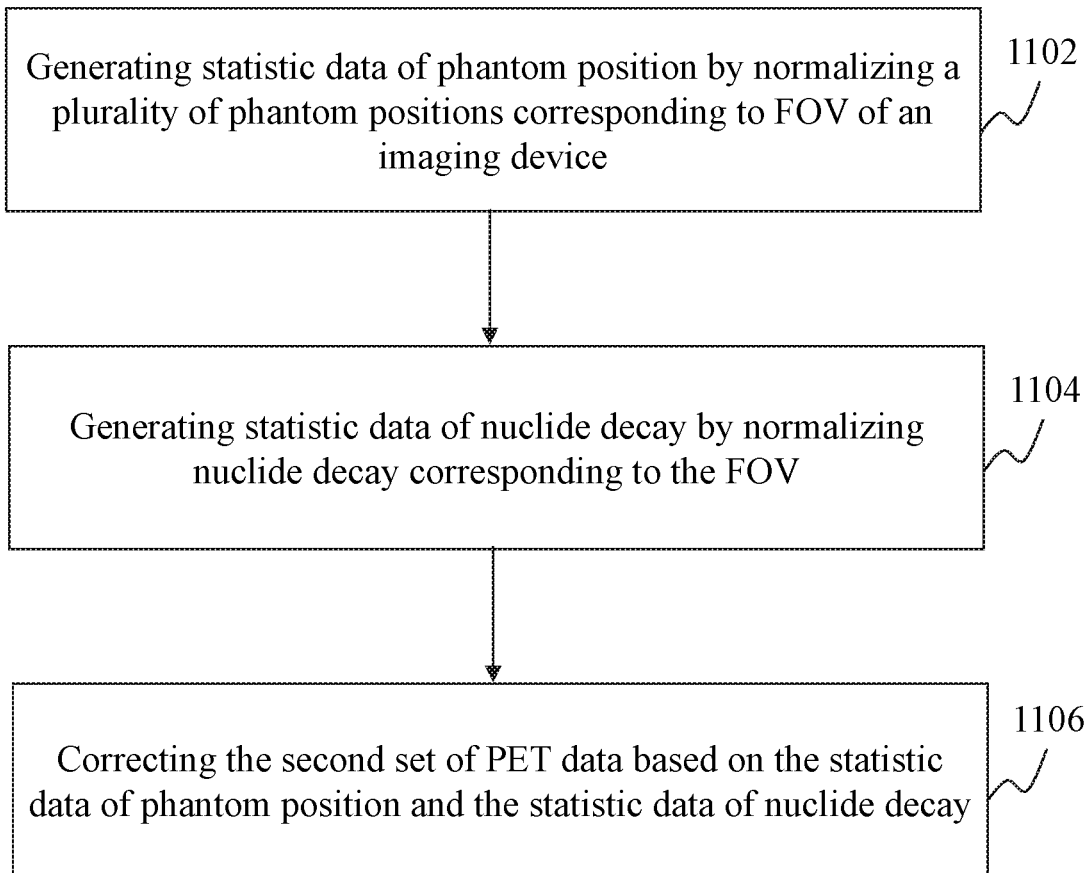 Generating statistic data of phantom position by normalizing a
plurality of phantom positions corresponding to FOV of an
imaging device
1102
Generating statistic data of nuclide decay by normalizing
nuclide decay corresponding to the FOV
1104
Correcting the second set of PET data based on the statistic
data of phantom position and the statistic data of nuclide decay
1106